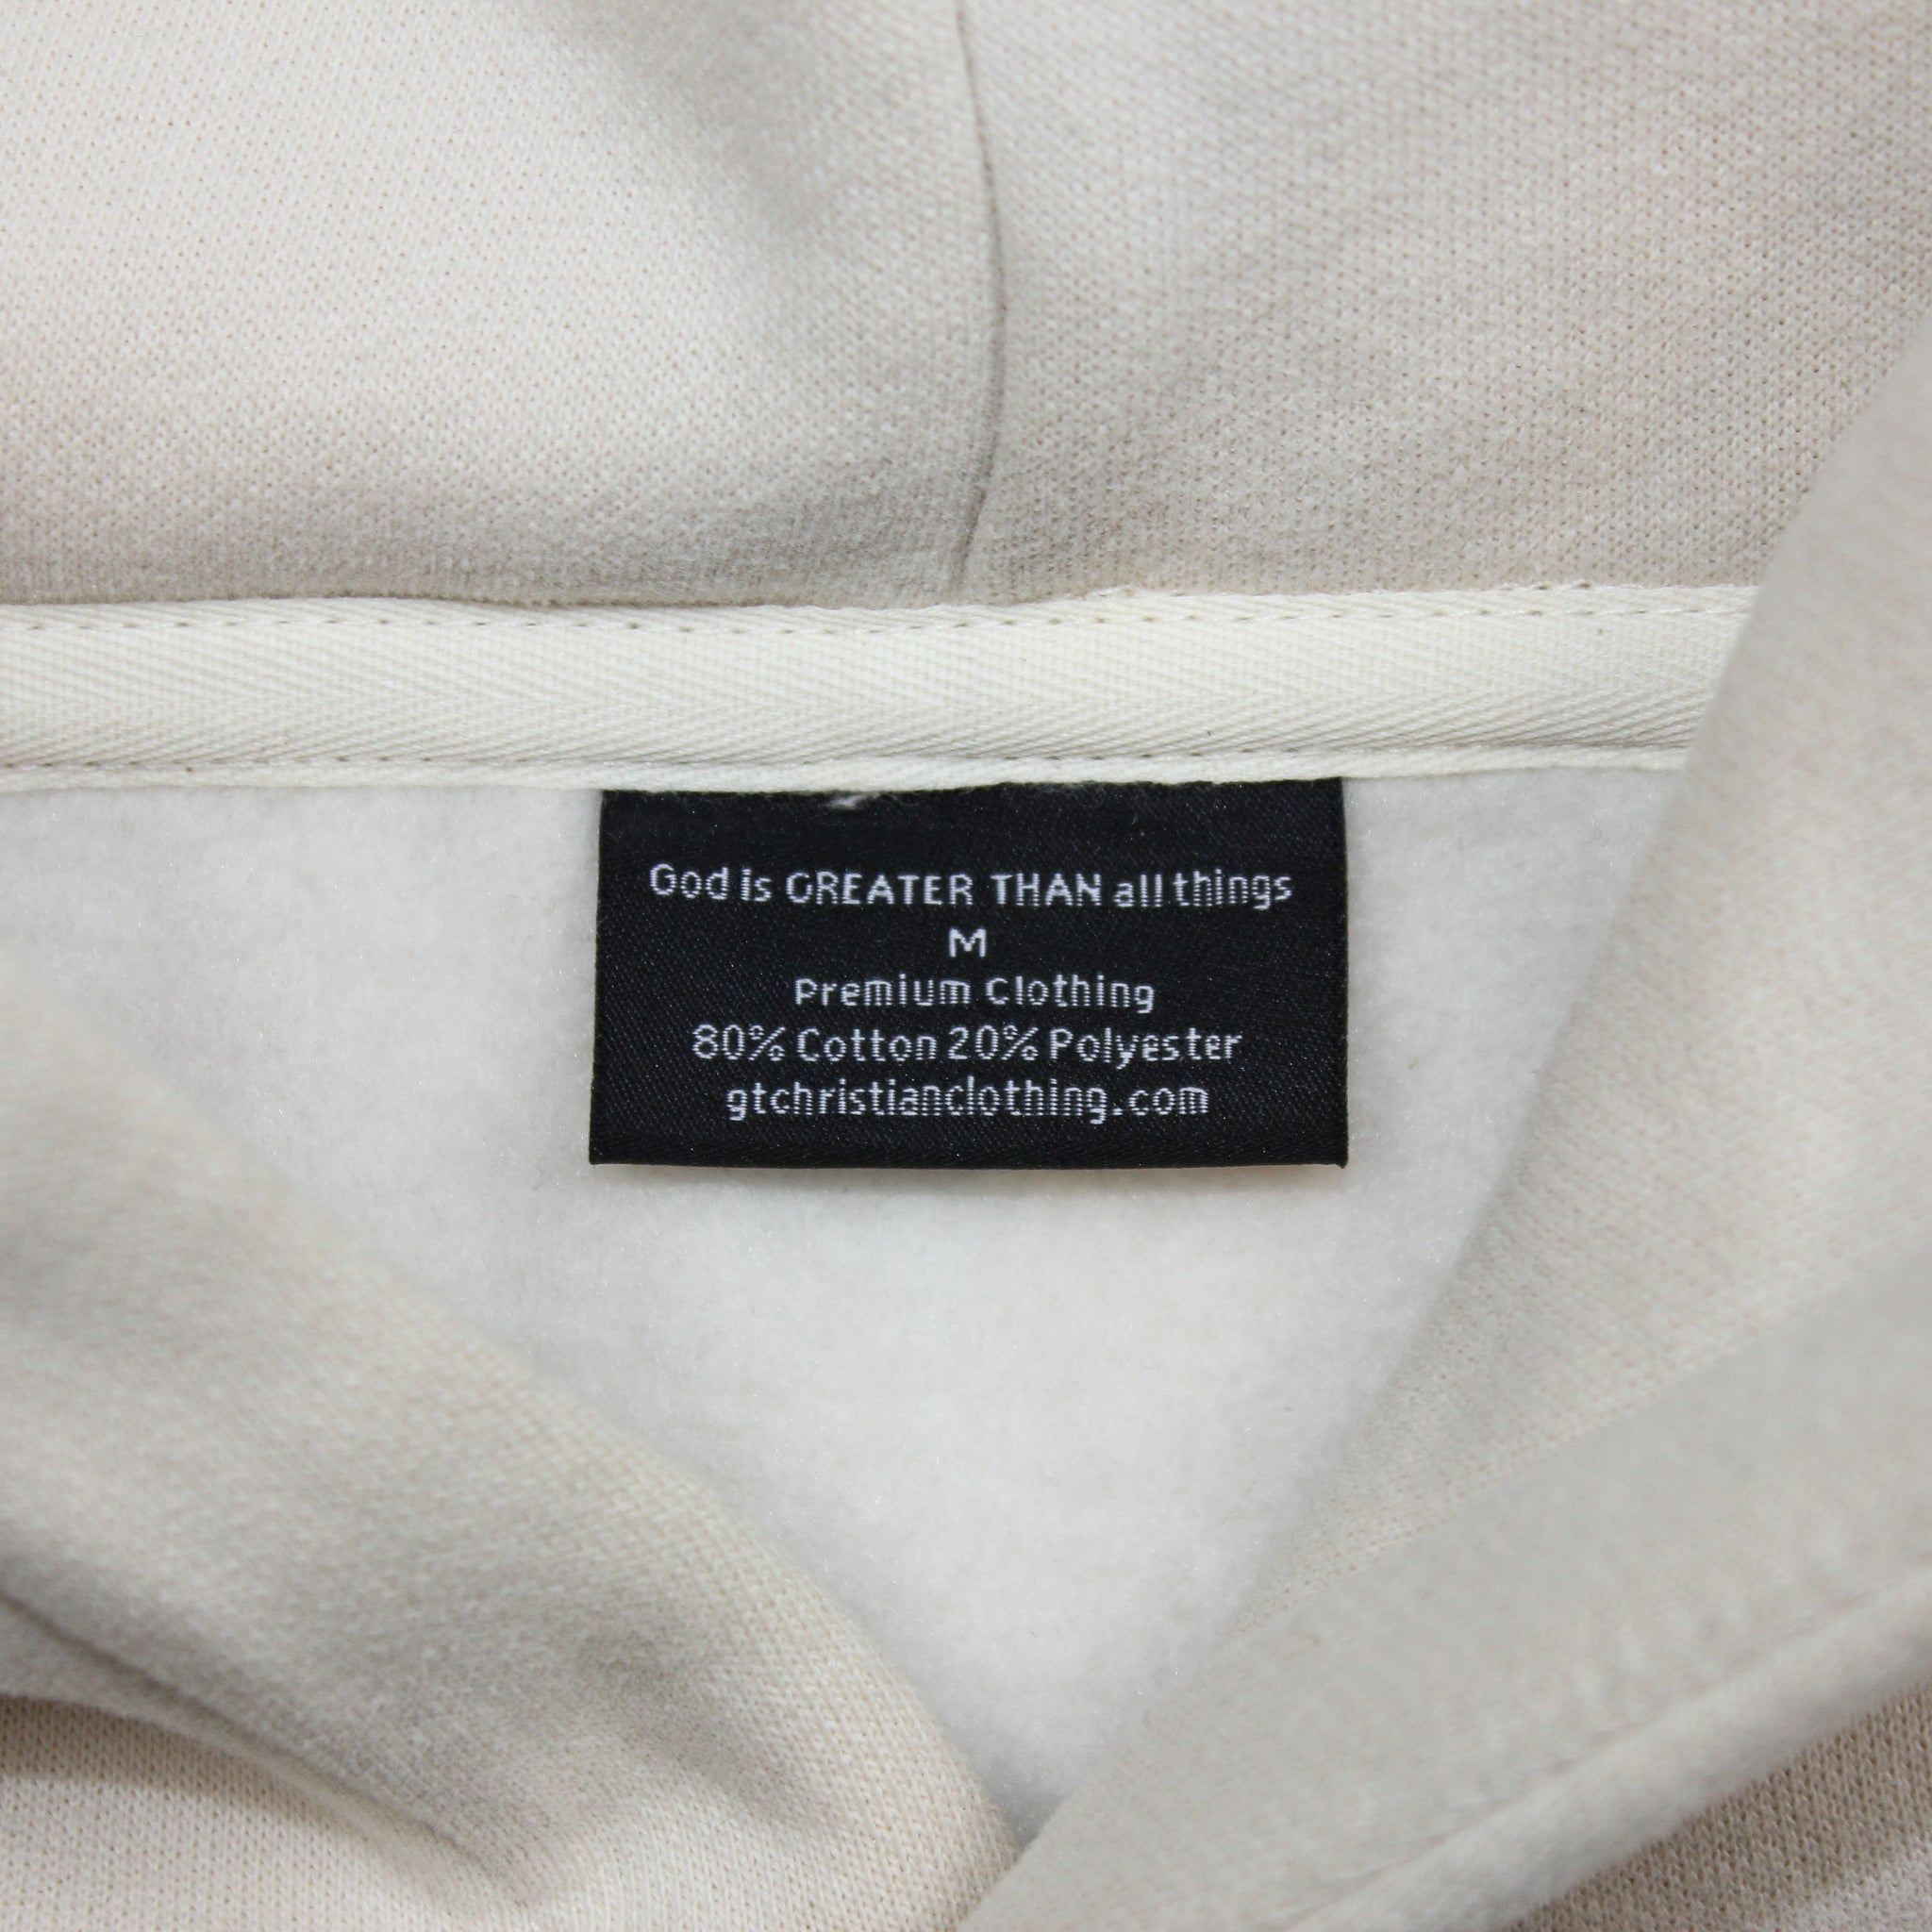 God is GREATER THAN all things
M
Premium Clothing
80% Cotton 20% Polyester
gtchristianclothing.com